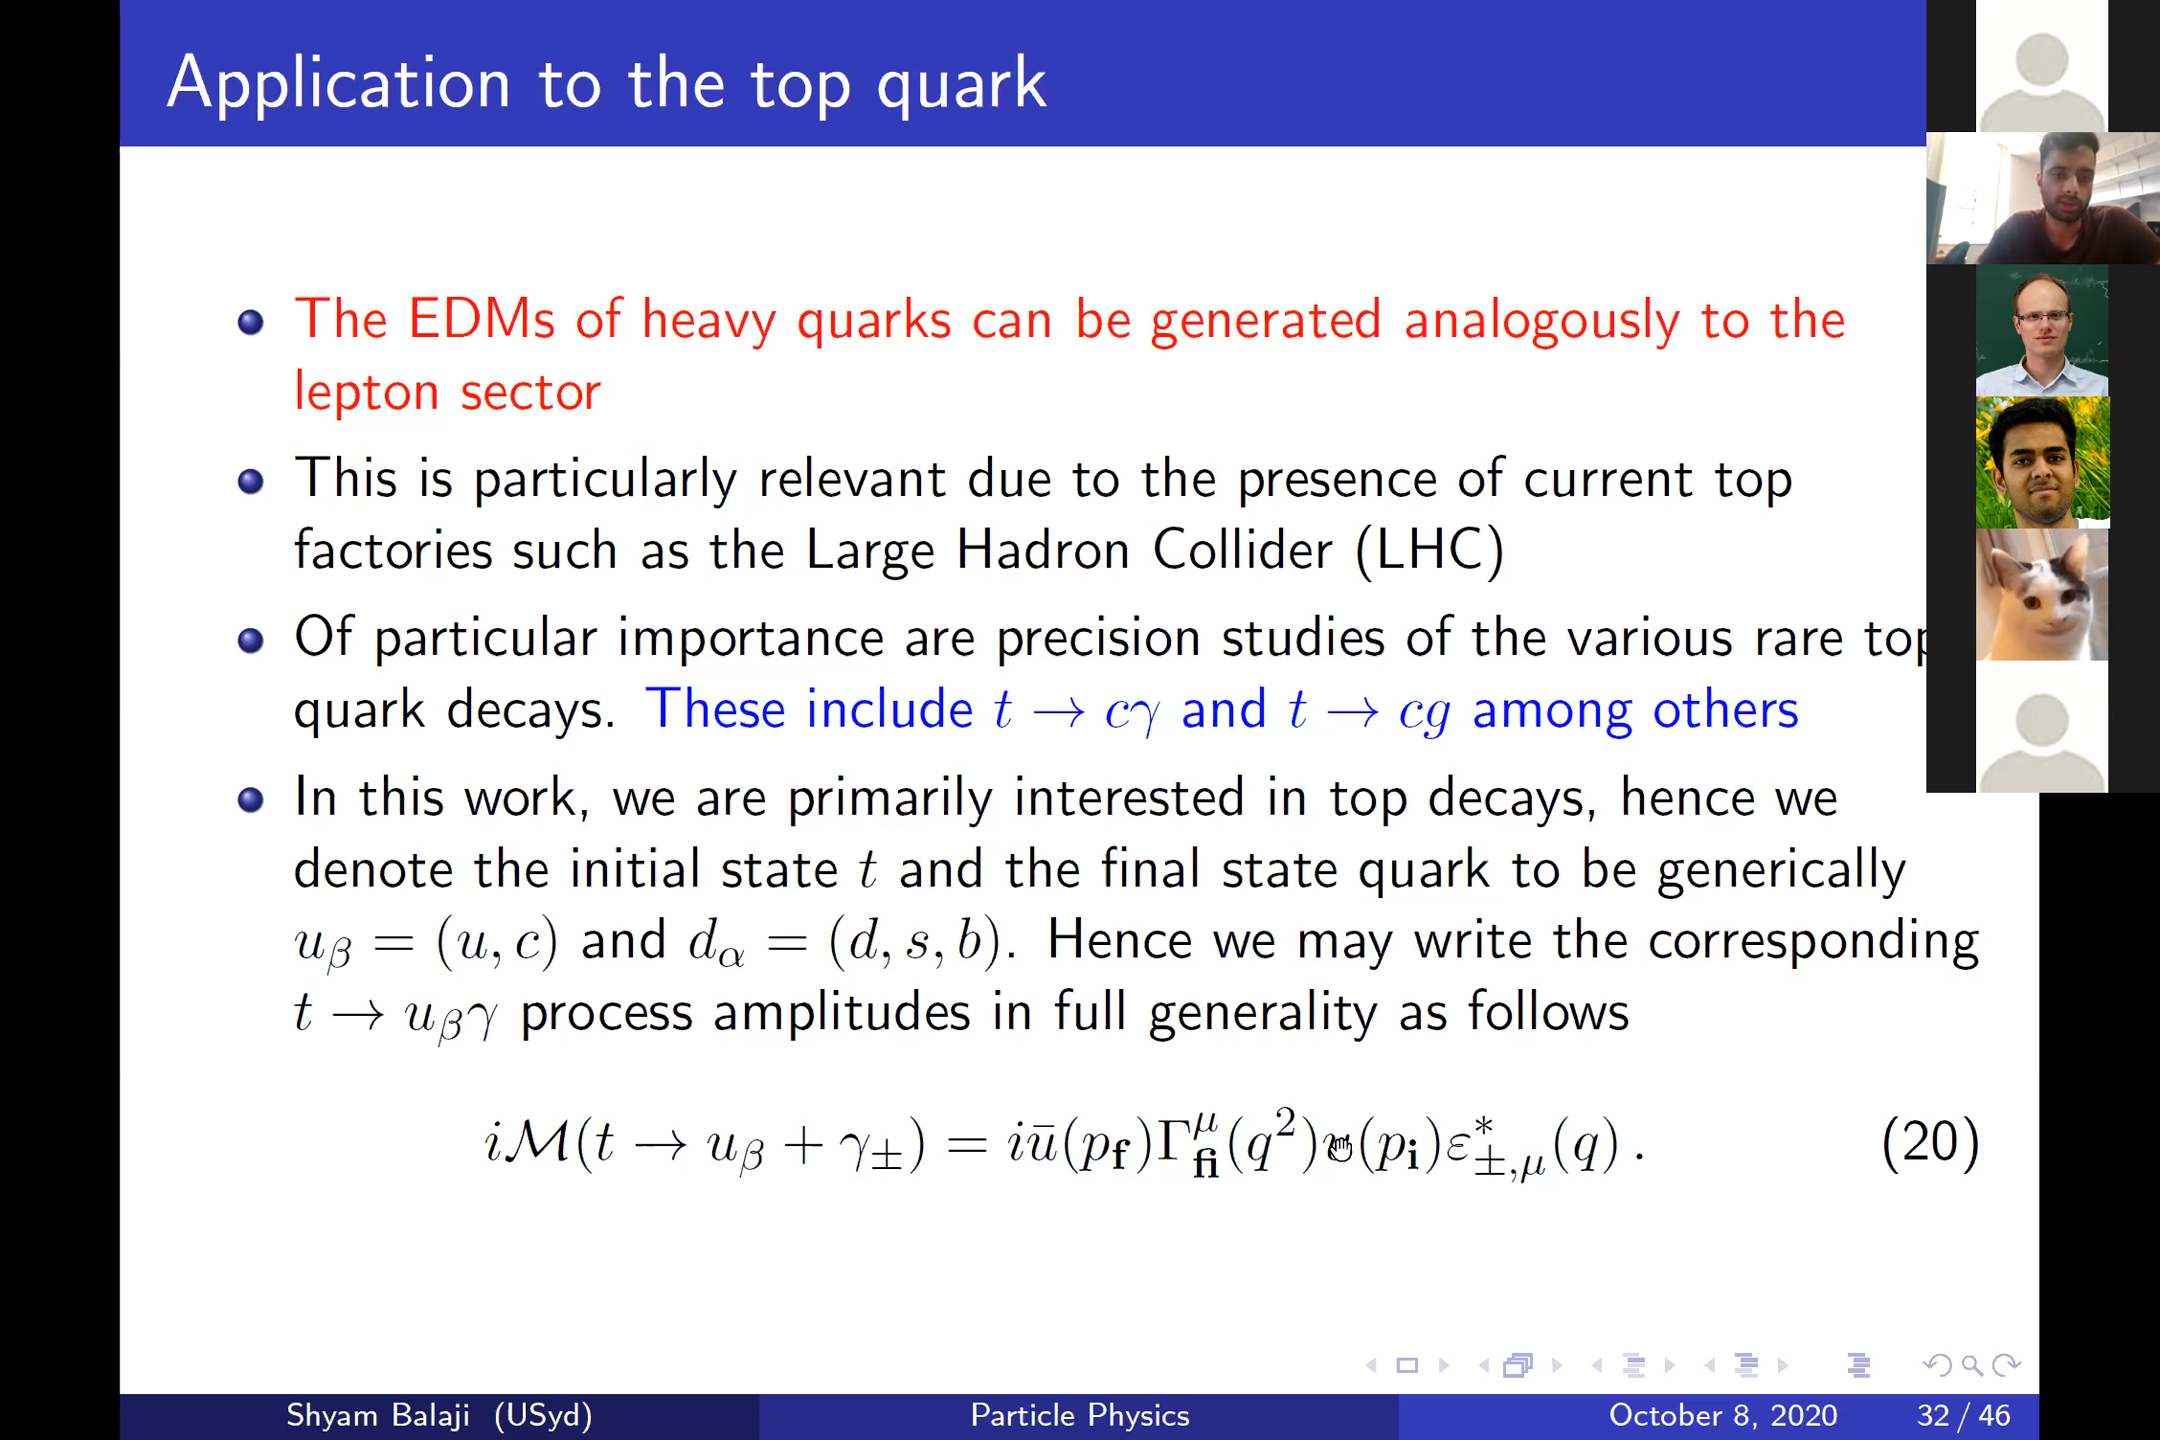 Application to the top quark
The EDMs of heavy quarks can be generated analogously to the
lepton sector
This is particularly relevant due to the presence of current top
factories such as the Large Hadron Collider (LHC)
Of particular importance are precision studies of the various rare top
quark decays. These include t → cγ and t → cg among others
In this work, we are primarily interested in top decays, hence we
denote the initial state t and the final state quark to be generically
u_β = (u, c) and d_α = (d, s, b). Hence we may write the corresponding
t → u_βγ process amplitudes in full generality as follows
iℳ(t → u_β + γ_±) = iū(p_f)Γ^μ_fi(q²)u(p_i)ε^*_{±,μ}(q) . (20)
Shyam Balaji (USyd) Particle Physics October 8, 2020 32 / 46